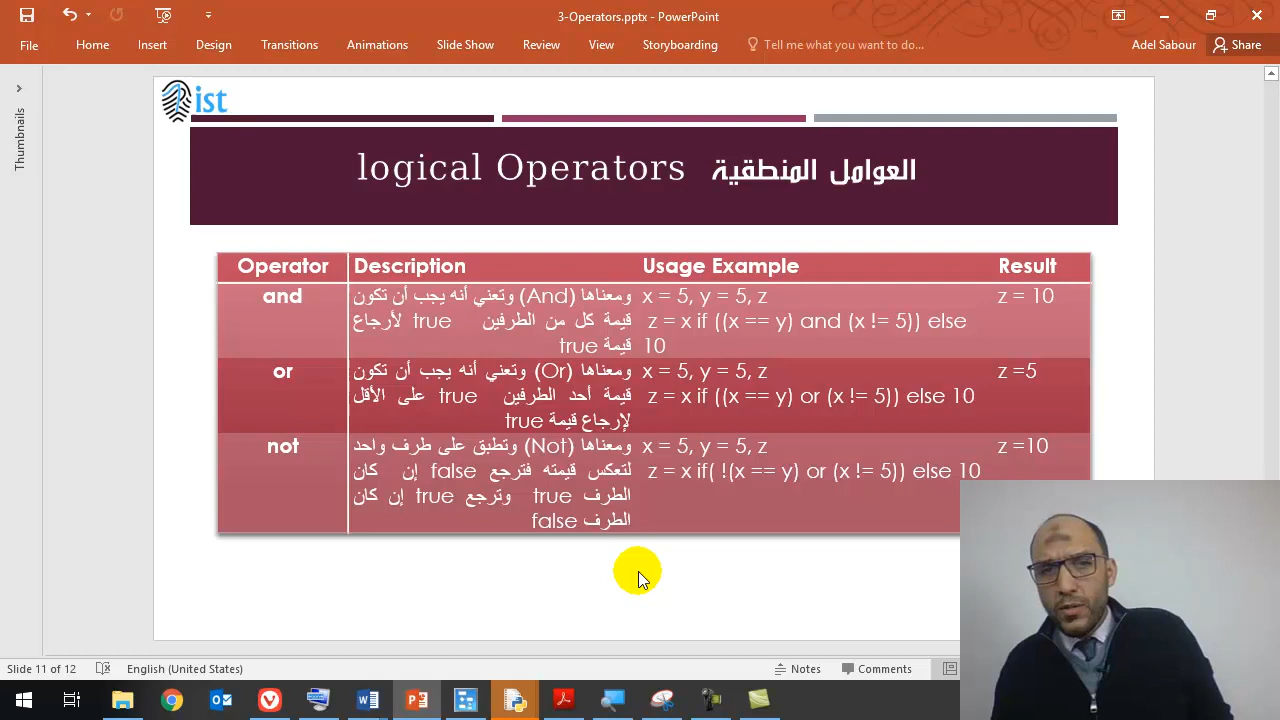 3-Operators.pptx - PowerPoint
File Home Insert Design Transitions Animations Slide Show Review View Storyboarding Tell me what you want to do... Adel Sabour Share
Thumbnails
ist
logical Operators العوامل المنطقية
Operator Description Usage Example Result
and
ومعناها (And) وتعني أنه يجب أن تكون
قيمة كل من الطرفين true لأرجاع
قيمة true
x = 5, y = 5, z
z = x if ((x == y) and (x != 5)) else
10
z = 10
or
ومعناها (Or) وتعني أنه يجب أن تكون
قيمة أحد الطرفين true على الأقل
لإرجاع قيمة true
x = 5, y = 5, z
z = x if ((x == y) or (x != 5)) else 10
z =5
not
ومعناها (Not) وتطبق على طرف واحد
لتعكس قيمته فترجع false إن كان
الطرف true وترجع true إن كان
الطرف false
x = 5, y = 5, z
z = x if( !(x == y) or (x != 5)) else 10
z =10
Slide 11 of 12 English (United States) Notes Comments